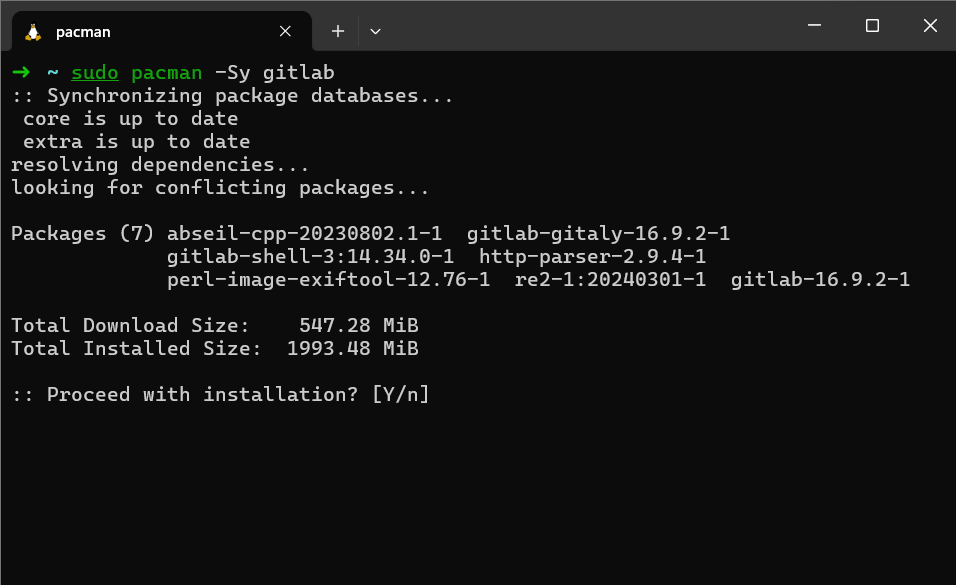 pacman
➜ ~ sudo pacman -Sy gitlab
:: Synchronizing package databases...
core is up to date
extra is up to date
resolving dependencies...
looking for conflicting packages...
Packages (7) abseil-cpp-20230802.1-1 gitlab-gitaly-16.9.2-1
gitlab-shell-3:14.34.0-1 http-parser-2.9.4-1
perl-image-exiftool-12.76-1 re2-1:20240301-1 gitlab-16.9.2-1
Total Download Size: 547.28 MiB
Total Installed Size: 1993.48 MiB
:: Proceed with installation? [Y/n]